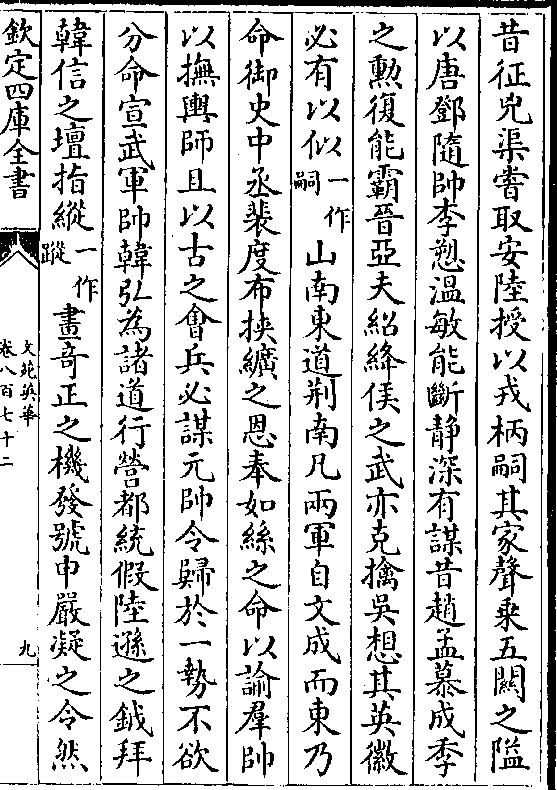 昔征兇渠嘗取安陸授以戎柄嗣其家聲乗五闗之隘
以唐鄧隨帥李愬溫敏能斷静深有謀昔趙孟慕成季
之勲復能霸晉亞夫紹絳侯之武亦克擒吳想其英徽
必有以似一作嗣山南東道荆南凡兩軍自文成而東乃
命御史中丞裴度布挾纊之恩奉如絲之命以諭羣帥
以撫輿師且以古之會兵必謀元帥令歸於一勢不欲
分命宣武軍帥韓弘為諸道行營都統假陸遜之鉞拜
韓信之壇指縱一作蹤畫奇正之機發號申嚴凝之令然
欽定四庫全書
文苑英華
卷八百七十二
九